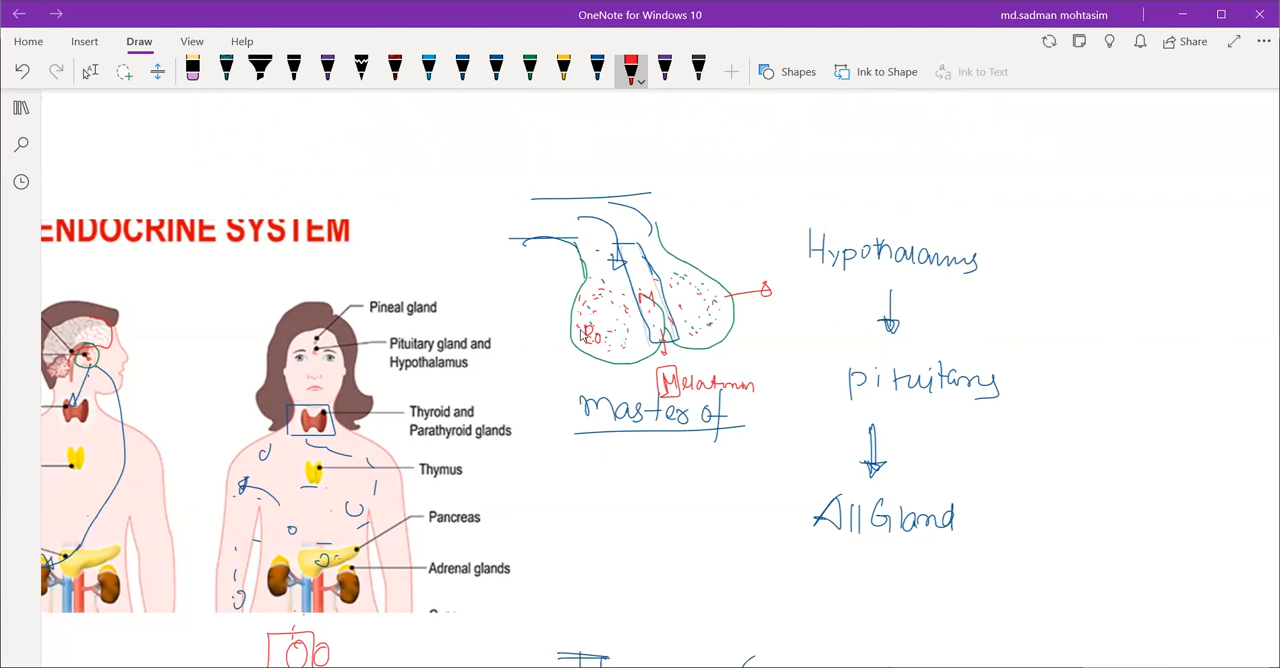 OneNote for Windows 10
md.sadman mohtasim
Home Insert Draw View Help
Share
Shapes
Ink to Shape
Ink to Text
ENDOCRINE SYSTEM
Pineal gland
Pituitary gland and
Hypothalamus
Thyroid and
Parathyroid glands
Thymus
Pancreas
Adrenal glands
M
Melatonin
Master of
Hypothalamus
pituitary
All Gland